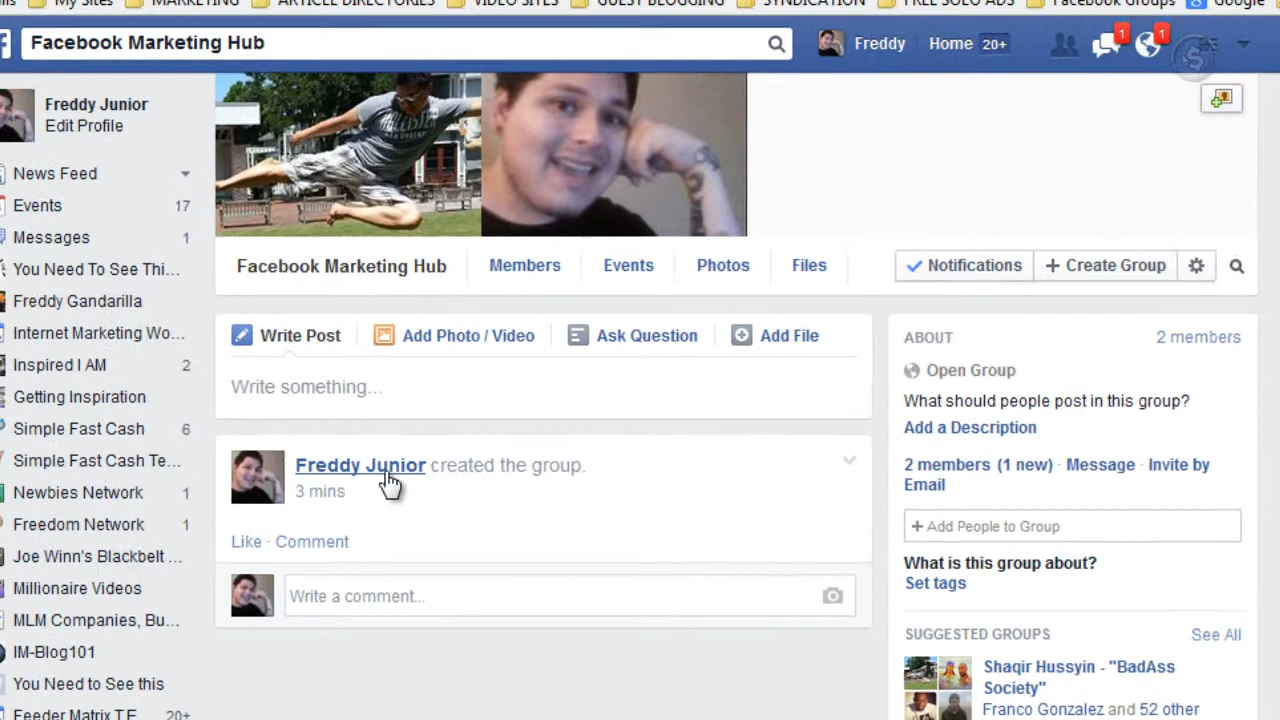 My Sites MARKETING ARTICLE DIRECTORIES VIDEO SITES GUEST BLOGGING SYNDICATION FREE SOLO ADS Facebook Groups Google
Facebook Marketing Hub
Freddy Home 20+ 1 1
Freddy Junior
Edit Profile
News Feed
Events 17
Messages 1
You Need To See Thi...
Freddy Gandarilla
Internet Marketing Wo...
Inspired I AM 2
Getting Inspiration
Simple Fast Cash 6
Simple Fast Cash Te...
Newbies Network 1
Freedom Network 1
Joe Winn's Blackbelt ...
Millionaire Videos
MLM Companies, Bu...
IM-Blog101
You Need to See this
Feeder Matrix T.E. 20+
Facebook Marketing Hub Members Events Photos Files
Notifications + Create Group
Write Post Add Photo / Video Ask Question Add File
Write something...
Freddy Junior created the group.
3 mins
Like · Comment
Write a comment...
ABOUT 2 members
Open Group
What should people post in this group?
Add a Description
2 members (1 new) · Message · Invite by
Email
+ Add People to Group
What is this group about?
Set tags
SUGGESTED GROUPS See All
Shaqir Hussyin - "BadAss
Society"
Franco Gonzalez and 52 other